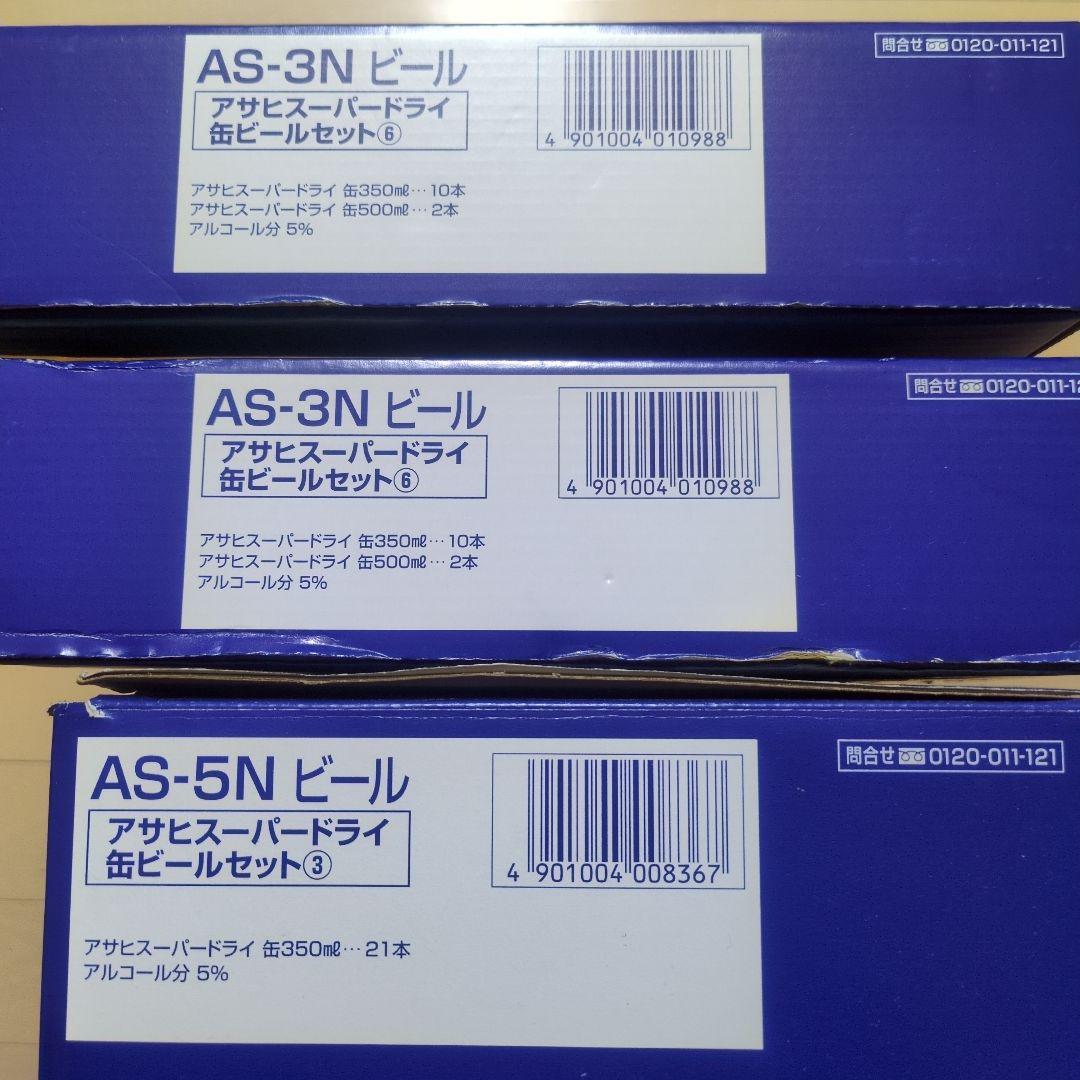 AS-3N ビール
アサヒスーパードライ
缶ビールセット⑥
4 901004 010988
問合せ 0120-011-121
アサヒスーパードライ 缶350㎖…10本
アサヒスーパードライ 缶500㎖…2本
アルコール分 5%
AS-3N ビール
アサヒスーパードライ
缶ビールセット⑥
4 901004 010988
問合せ 0120-011-12
アサヒスーパードライ 缶350㎖…10本
アサヒスーパードライ 缶500㎖…2本
アルコール分 5%
AS-5N ビール
アサヒスーパードライ
缶ビールセット③
4 901004 008367
問合せ 0120-011-121
アサヒスーパードライ 缶350㎖…21本
アルコール分 5%